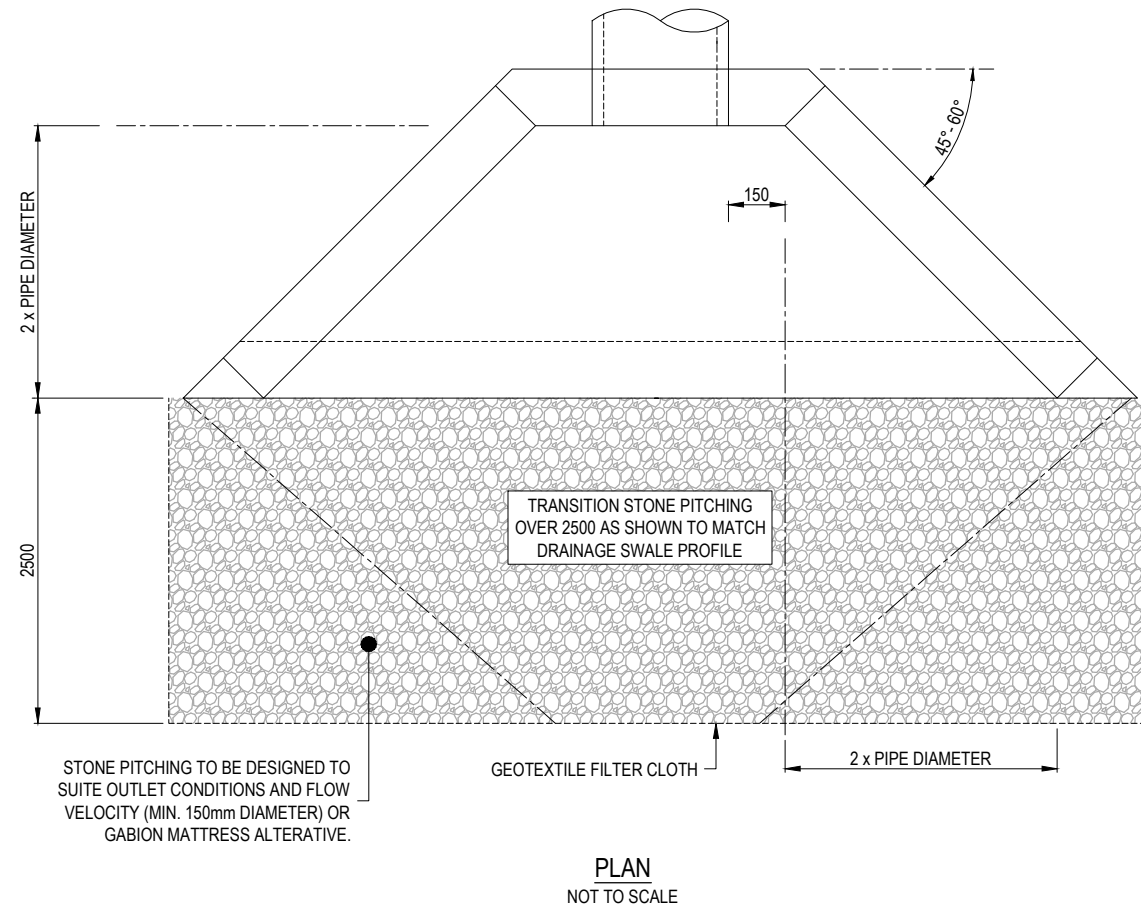 45°- 60°
150
2 x PIPE DIAMETER
TRANSITION STONE PITCHING
OVER 2500 AS SHOWN TO MATCH
DRAINAGE SWALE PROFILE
2500
STONE PITCHING TO BE DESIGNED TO
SUITE OUTLET CONDITIONS AND FLOW
VELOCITY (MIN. 150mm DIAMETER) OR
GABION MATTRESS ALTERATIVE.
GEOTEXTILE FILTER CLOTH
2 x PIPE DIAMETER
PLAN
NOT TO SCALE